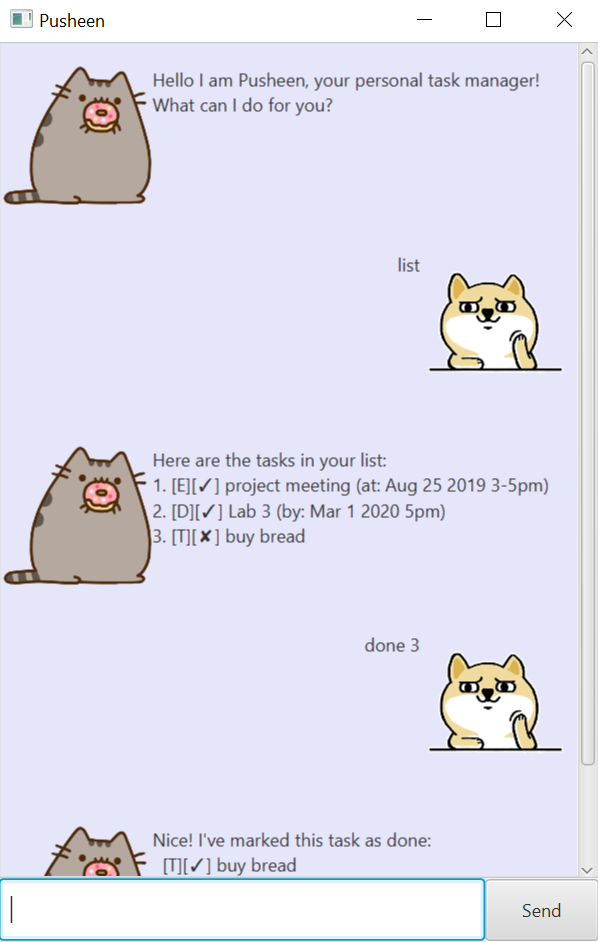 Pusheen
Hello I am Pusheen, your personal task manager!
What can I do for you?
list
Here are the tasks in your list:
1. [E][✓] project meeting (at: Aug 25 2019 3-5pm)
2. [D][✓] Lab 3 (by: Mar 1 2020 5pm)
3. [T][✘] buy bread
done 3
Nice! I've marked this task as done:
[T][✓] buy bread
Send